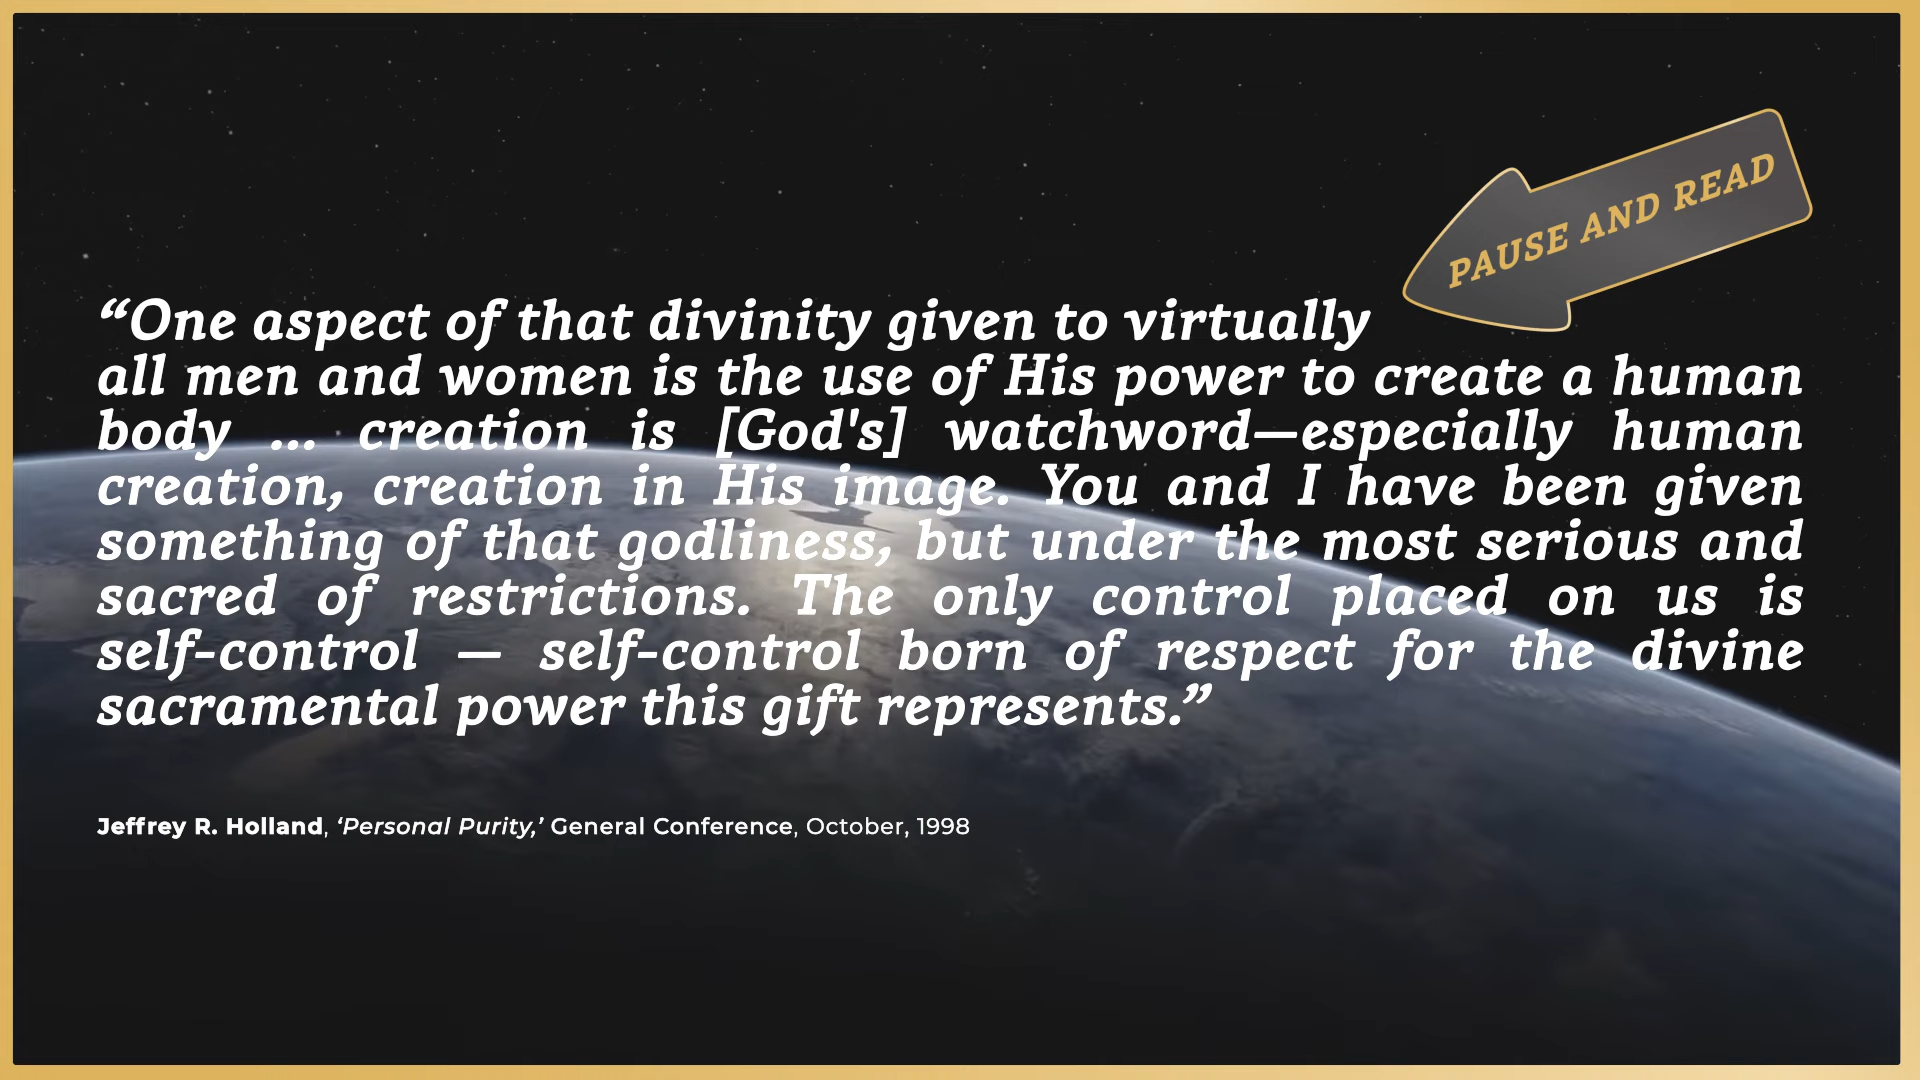 PAUSE AND READ
“One aspect of that divinity given to virtually
all men and women is the use of His power to create a human
body ... creation is [God's] watchword—especially human
creation, creation in His image. You and I have been given
something of that godliness, but under the most serious and
sacred of restrictions. The only control placed on us is
self-control — self-control born of respect for the divine
sacramental power this gift represents.”
Jeffrey R. Holland, ‘Personal Purity,’ General Conference, October, 1998